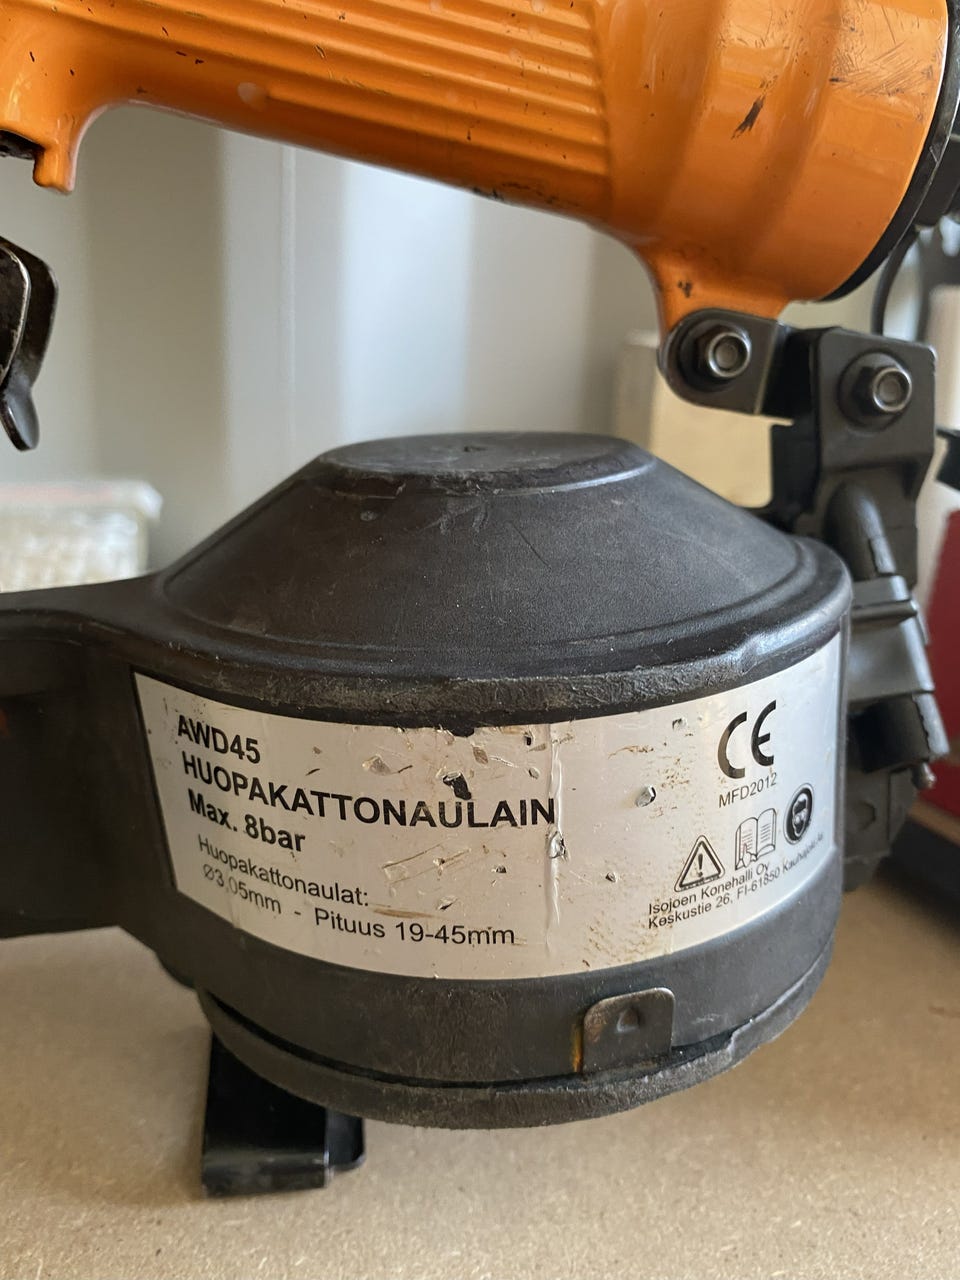 AWD45
HUOPAKATTONAULAIN
Max. 8bar
Huopakattonaulat:
Ø3,05mm - Pituus 19-45mm
CE
MFD2012
Isojoen Konehalli Oy
Keskustie 26, FI-61850 Kauhajoki As